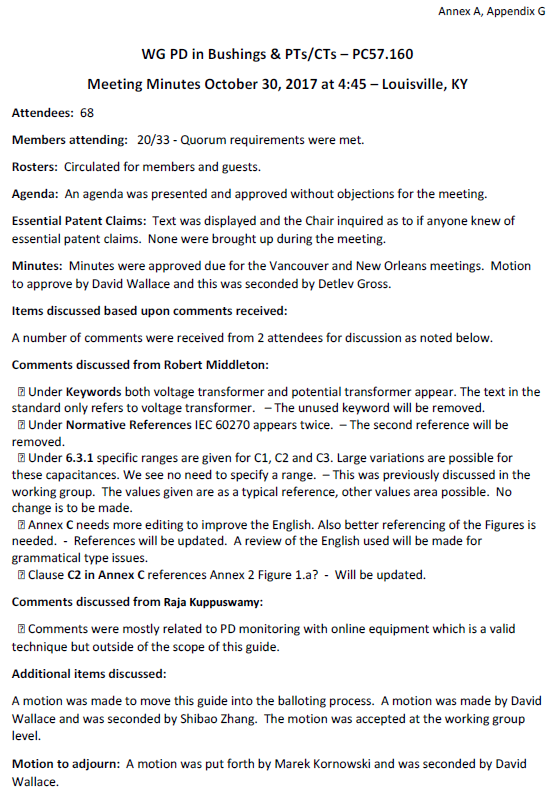 Annex A, Appendix G
WG PD in Bushings & PTs/CTs – PC57.160
Meeting Minutes October 30, 2017 at 4:45 – Louisville, KY
Attendees: 68
Members attending: 20/33 - Quorum requirements were met.
Rosters: Circulated for members and guests.
Agenda: An agenda was presented and approved without objections for the meeting.
Essential Patent Claims: Text was displayed and the Chair inquired as to if anyone knew of
essential patent claims. None were brought up during the meeting.
Minutes: Minutes were approved due for the Vancouver and New Orleans meetings. Motion
to approve by David Wallace and this was seconded by Detlev Gross.
Items discussed based upon comments received:
A number of comments were received from 2 attendees for discussion as noted below.
Comments discussed from Robert Middleton:
⍰ Under Keywords both voltage transformer and potential transformer appear. The text in the
standard only refers to voltage transformer. – The unused keyword will be removed.
⍰ Under Normative References IEC 60270 appears twice. – The second reference will be
removed.
⍰ Under 6.3.1 specific ranges are given for C1, C2 and C3. Large variations are possible for
these capacitances. We see no need to specify a range. – This was previously discussed in the
working group. The values given are as a typical reference, other values area possible. No
change is to be made.
⍰ Annex C needs more editing to improve the English. Also better referencing of the Figures is
needed. - References will be updated. A review of the English used will be made for
grammatical type issues.
⍰ Clause C2 in Annex C references Annex 2 Figure 1.a? - Will be updated.
Comments discussed from Raja Kuppuswamy:
⍰ Comments were mostly related to PD monitoring with online equipment which is a valid
technique but outside of the scope of this guide.
Additional items discussed:
A motion was made to move this guide into the balloting process. A motion was made by David
Wallace and was seconded by Shibao Zhang. The motion was accepted at the working group
level.
Motion to adjourn: A motion was put forth by Marek Kornowski and was seconded by David
Wallace.